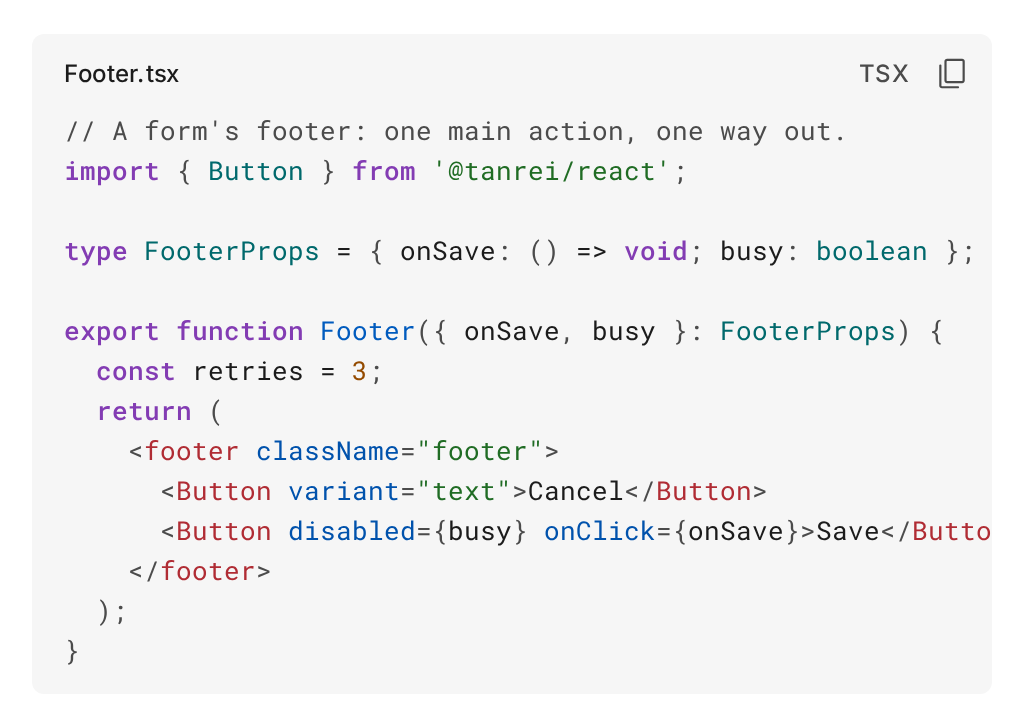 Footer.tsx
TSX
// A form's footer: one main action, one way out.
import { Button } from '@tanrei/react';
type FooterProps = { onSave: () => void; busy: boolean };
export function Footer({ onSave, busy }: FooterProps) {
  const retries = 3;
  return (
    <footer className="footer">
      <Button variant="text">Cancel</Button>
      <Button disabled={busy} onClick={onSave}>Save</Butto
    </footer>
  );
}